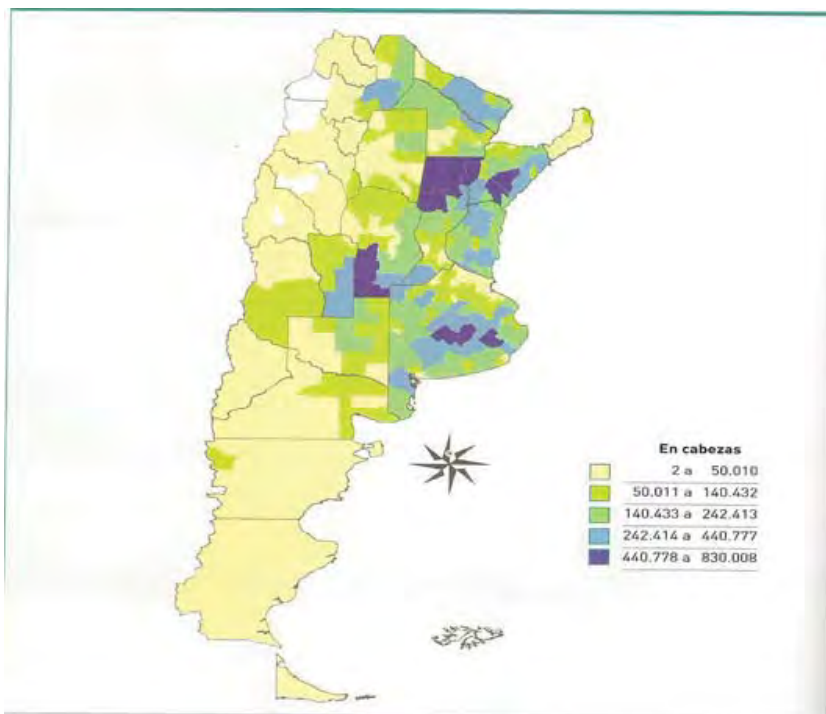 En cabezas
2 a 50.010
50.011 a 140.432
140.433 a 242.413
242.414 a 440.777
440.778 a 830.008